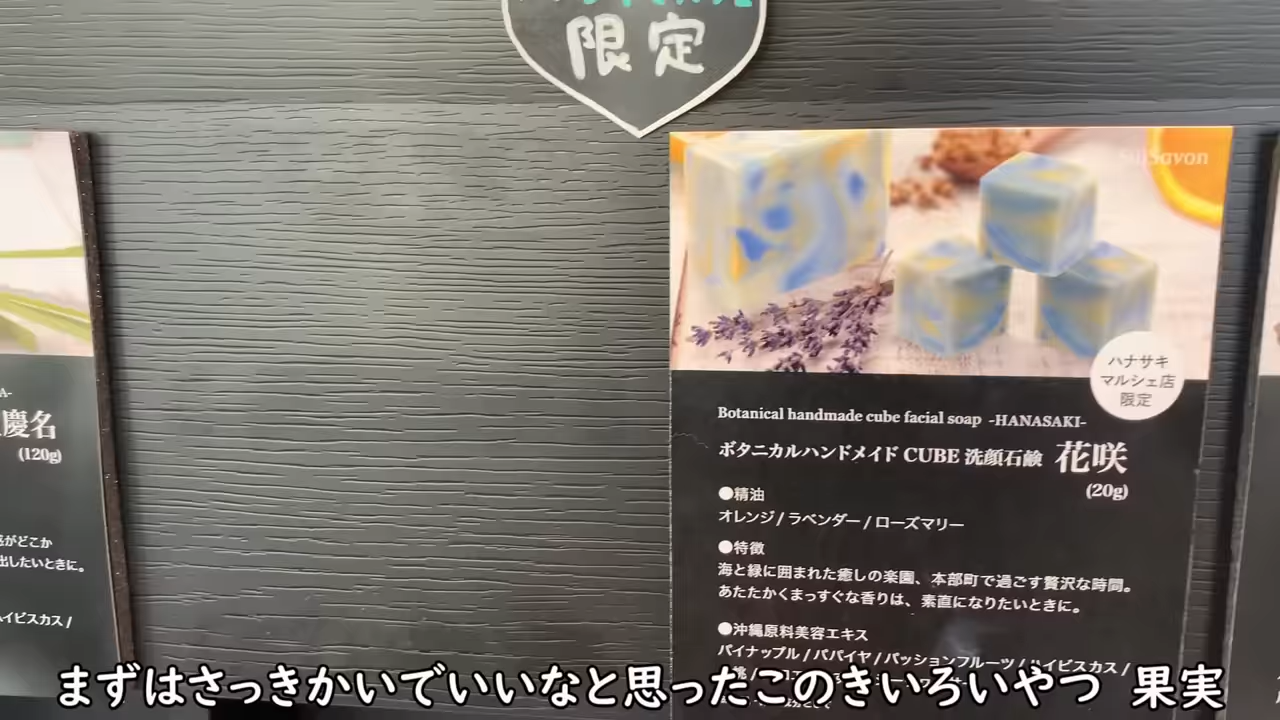 限定
SuiSavon
ハナサキ
マルシェ店
限定
Botanical handmade cube facial soap -HANASAKI-
ボタニカルハンドメイド CUBE 洗顔石鹸 花咲
(20g)
●精油
オレンジ / ラベンダー / ローズマリー
●特徴
海と緑に囲まれた癒しの楽園、本部町で過ごす贅沢な時間。
あたたかくまっすぐな香りは、素直になりたいときに。
●沖縄原料美容エキス
パイナップル / パパイヤ / パッションフルーツ / ハイビスカス /
A-
慶名
(120g)
がどこか
出したいときに。
ハイビスカス /
まずはさっきかいでいいなと思ったこのきいろいやつ 果実